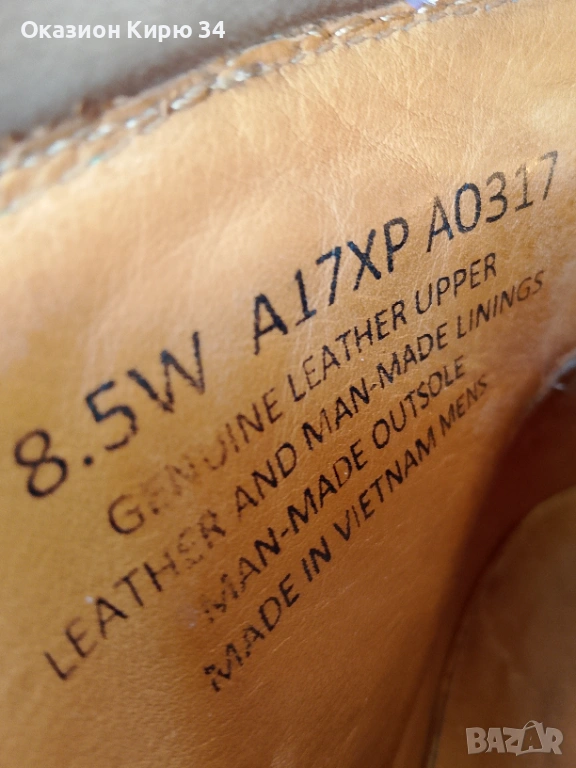 Оказион Кирю 34
8.5W A17XP A0317
GENUINE LEATHER UPPER
LEATHER AND MAN-MADE LININGS
MAN-MADE OUTSOLE
MADE IN VIETNAM MENS
BAZAR